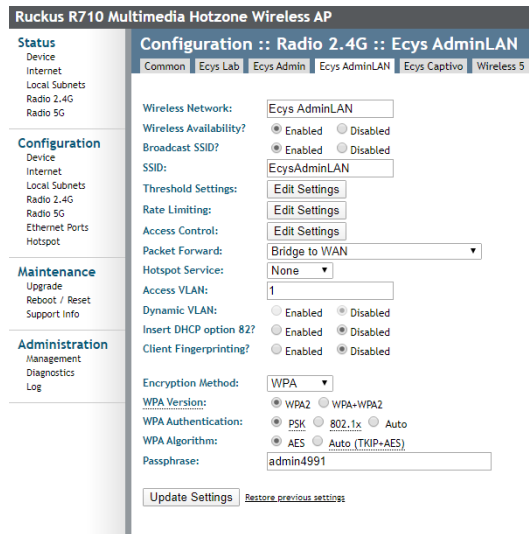 Ruckus R710 Multimedia Hotzone Wireless AP
Status
Device
Internet
Local Subnets
Radio 2.4G
Radio 5G
Configuration
Device
Internet
Local Subnets
Radio 2.4G
Radio 5G
Ethernet Ports
Hotspot
Maintenance
Upgrade
Reboot / Reset
Support Info
Administration
Management
Diagnostics
Log
Configuration :: Radio 2.4G :: Ecys AdminLAN
Common Ecys Lab Ecys Admin Ecys AdminLAN Ecys Captivo Wireless 5
Wireless Network: Ecys AdminLAN
Wireless Availability? Enabled Disabled
Broadcast SSID? Enabled Disabled
SSID: EcysAdminLAN
Threshold Settings: Edit Settings
Rate Limiting: Edit Settings
Access Control: Edit Settings
Packet Forward: Bridge to WAN
Hotspot Service: None
Access VLAN: 1
Dynamic VLAN: Enabled Disabled
Insert DHCP option 82? Enabled Disabled
Client Fingerprinting? Enabled Disabled
Encryption Method: WPA
WPA Version: WPA2 WPA+WPA2
WPA Authentication: PSK 802.1x Auto
WPA Algorithm: AES Auto (TKIP+AES)
Passphrase: admin4991
Update Settings Restore previous settings